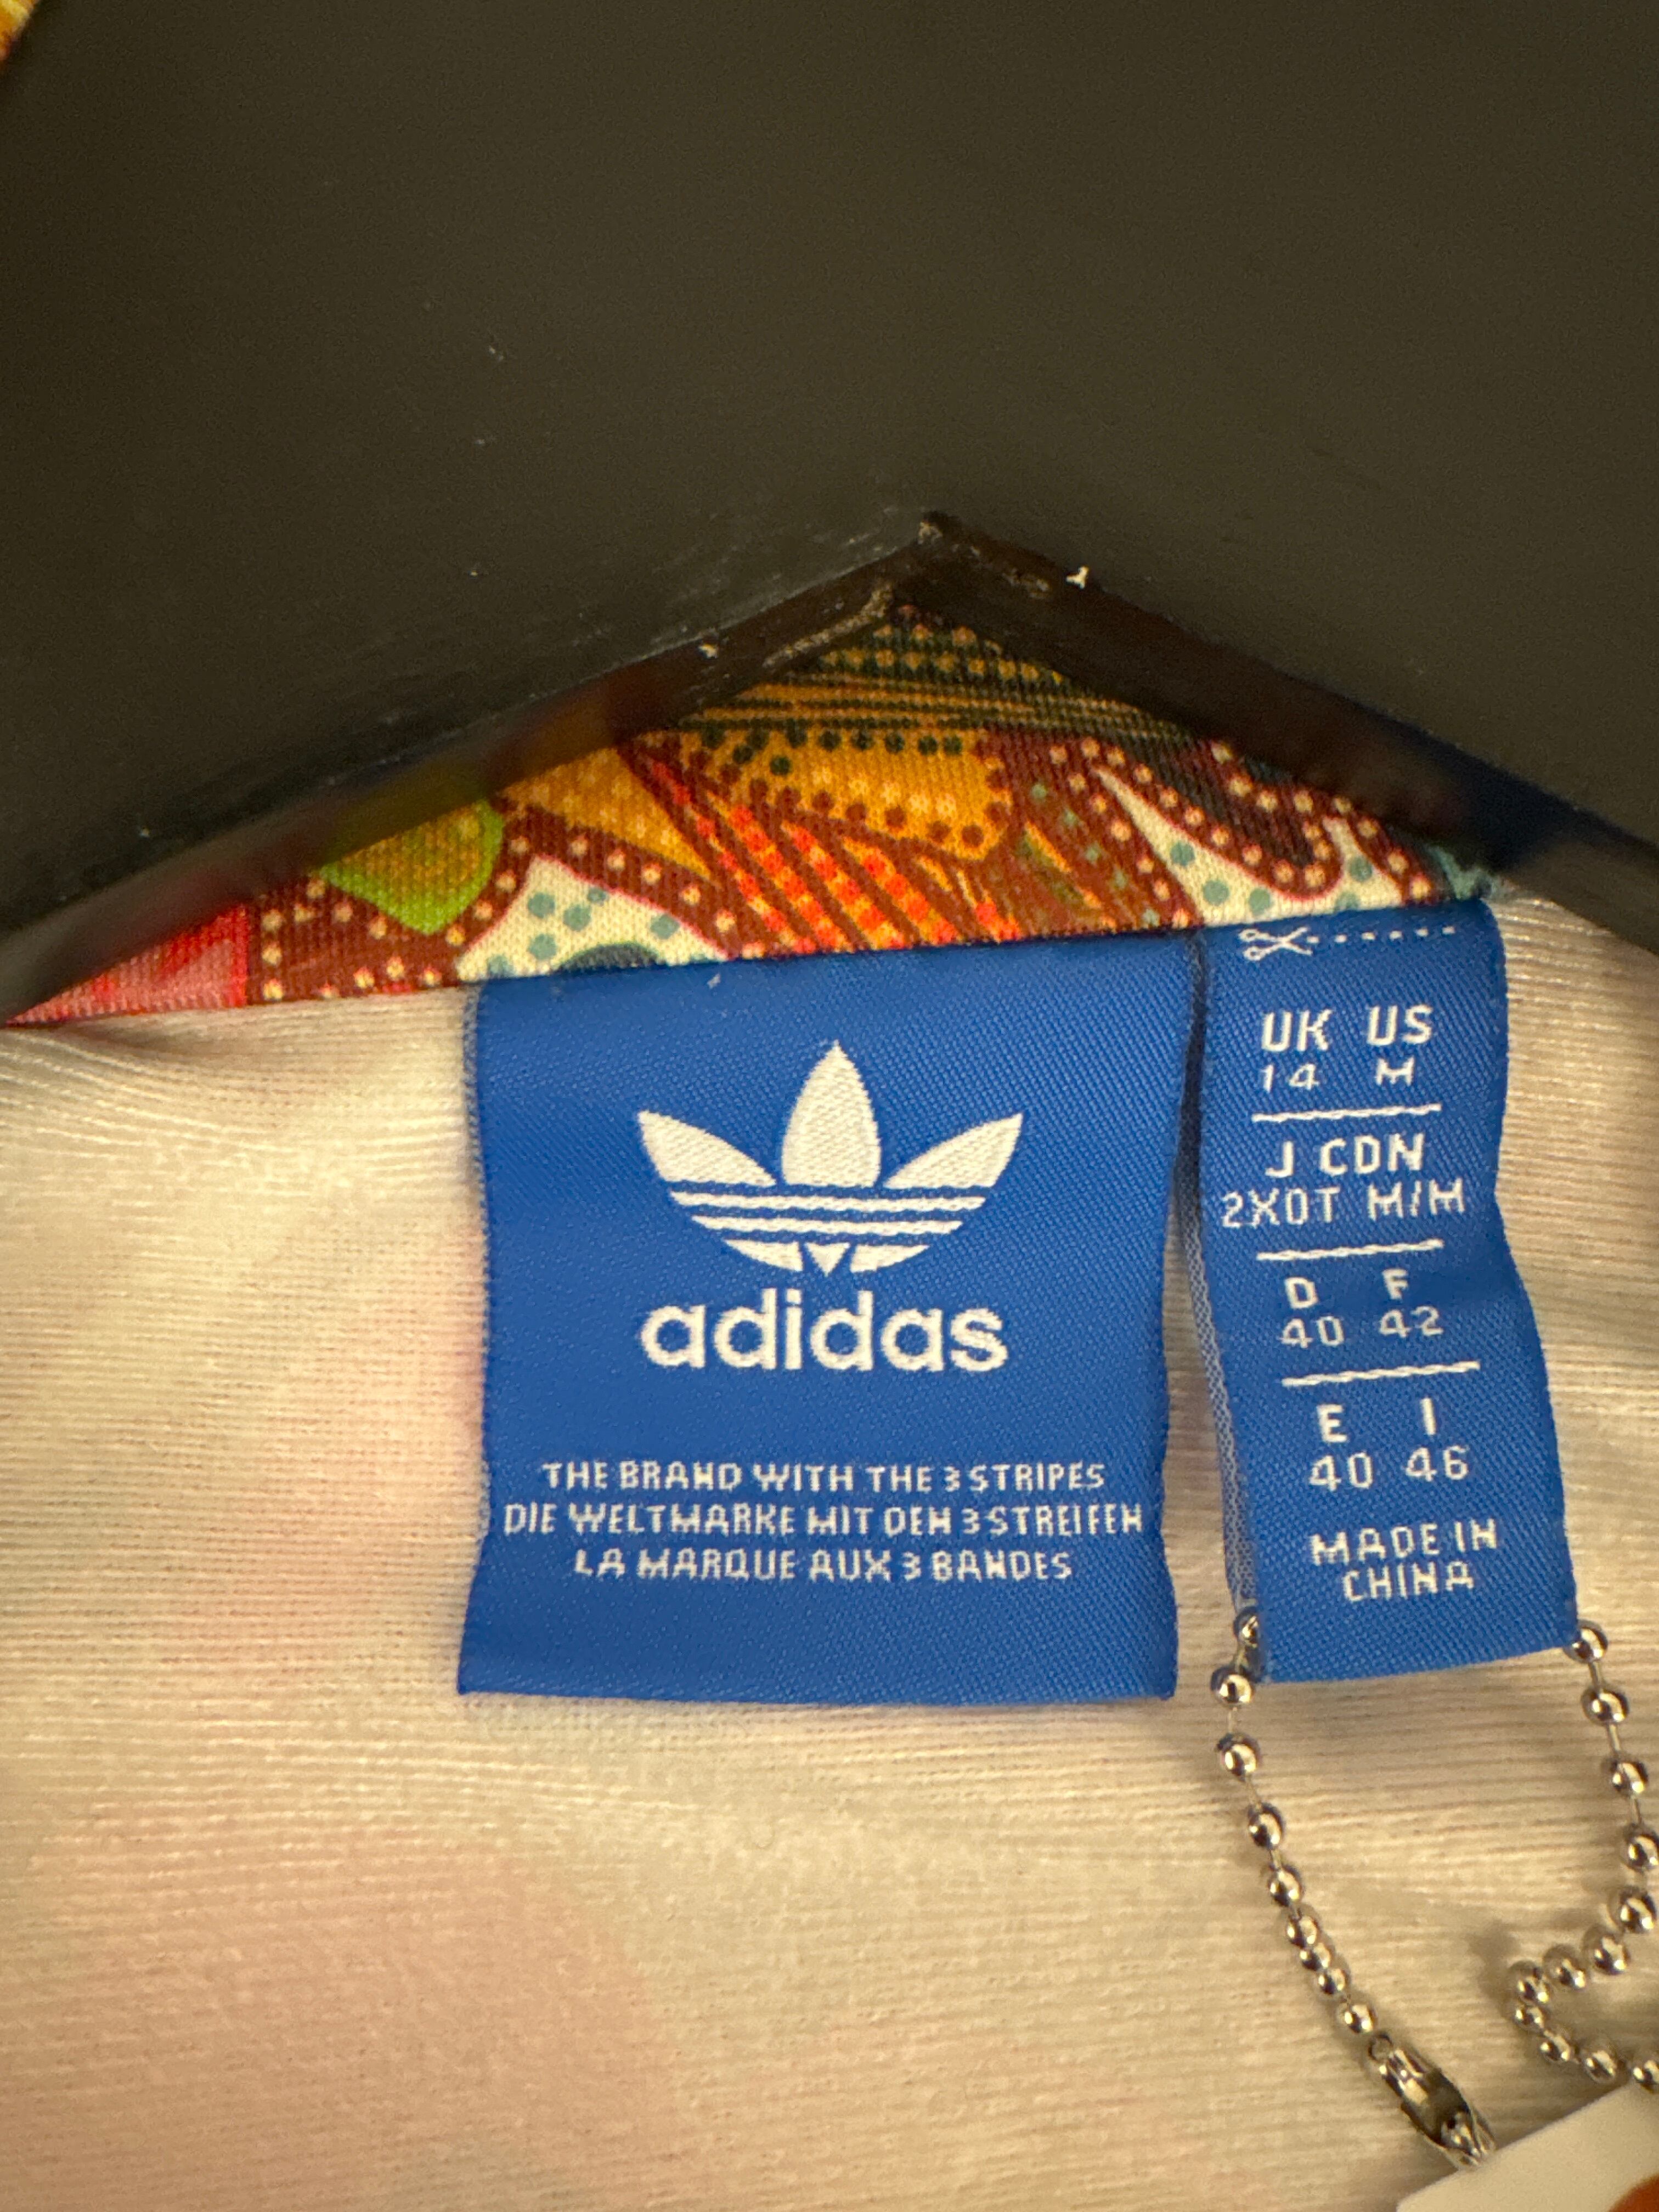 adidas
THE BRAND WITH THE 3 STRIPES
DIE WELTMARKE MIT DEN 3 STREIFEN
LA MARQUE AUX 3 BANDES
UK US
14 M
J CDN
2XOT M/M
D F
40 42
E I
40 46
MADE IN
CHINA